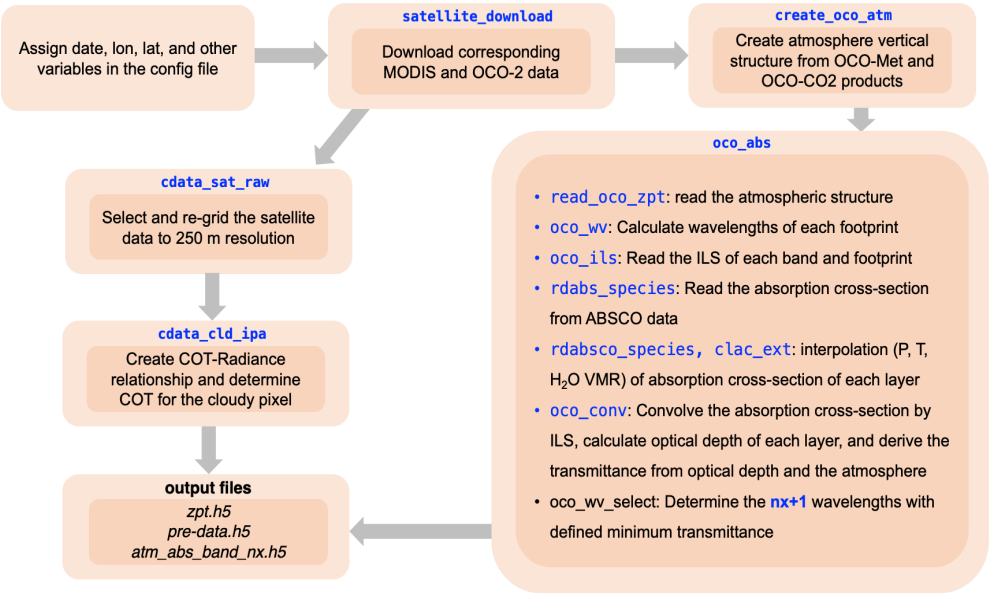 Assign date, lon, lat, and other
variables in the config file
satellite_download
Download corresponding
MODIS and OCO-2 data
create_oco_atm
Create atmosphere vertical
structure from OCO-Met and
OCO-CO2 products
cdata_sat_raw
Select and re-grid the satellite
data to 250 m resolution
cdata_cld_ipa
Create COT-Radiance
relationship and determine
COT for the cloudy pixel
output files
zpt.h5
pre-data.h5
atm_abs_band_nx.h5
oco_abs
• read_oco_zpt: read the atmospheric structure
• oco_wv: Calculate wavelengths of each footprint
• oco_ils: Read the ILS of each band and footprint
• rdabs_species: Read the absorption cross-section
from ABSCO data
• rdabsco_species, clac_ext: interpolation (P, T,
H₂O VMR) of absorption cross-section of each layer
• oco_conv: Convolve the absorption cross-section by
ILS, calculate optical depth of each layer, and derive the
transmittance from optical depth and the atmosphere
• oco_wv_select: Determine the nx+1 wavelengths with
defined minimum transmittance